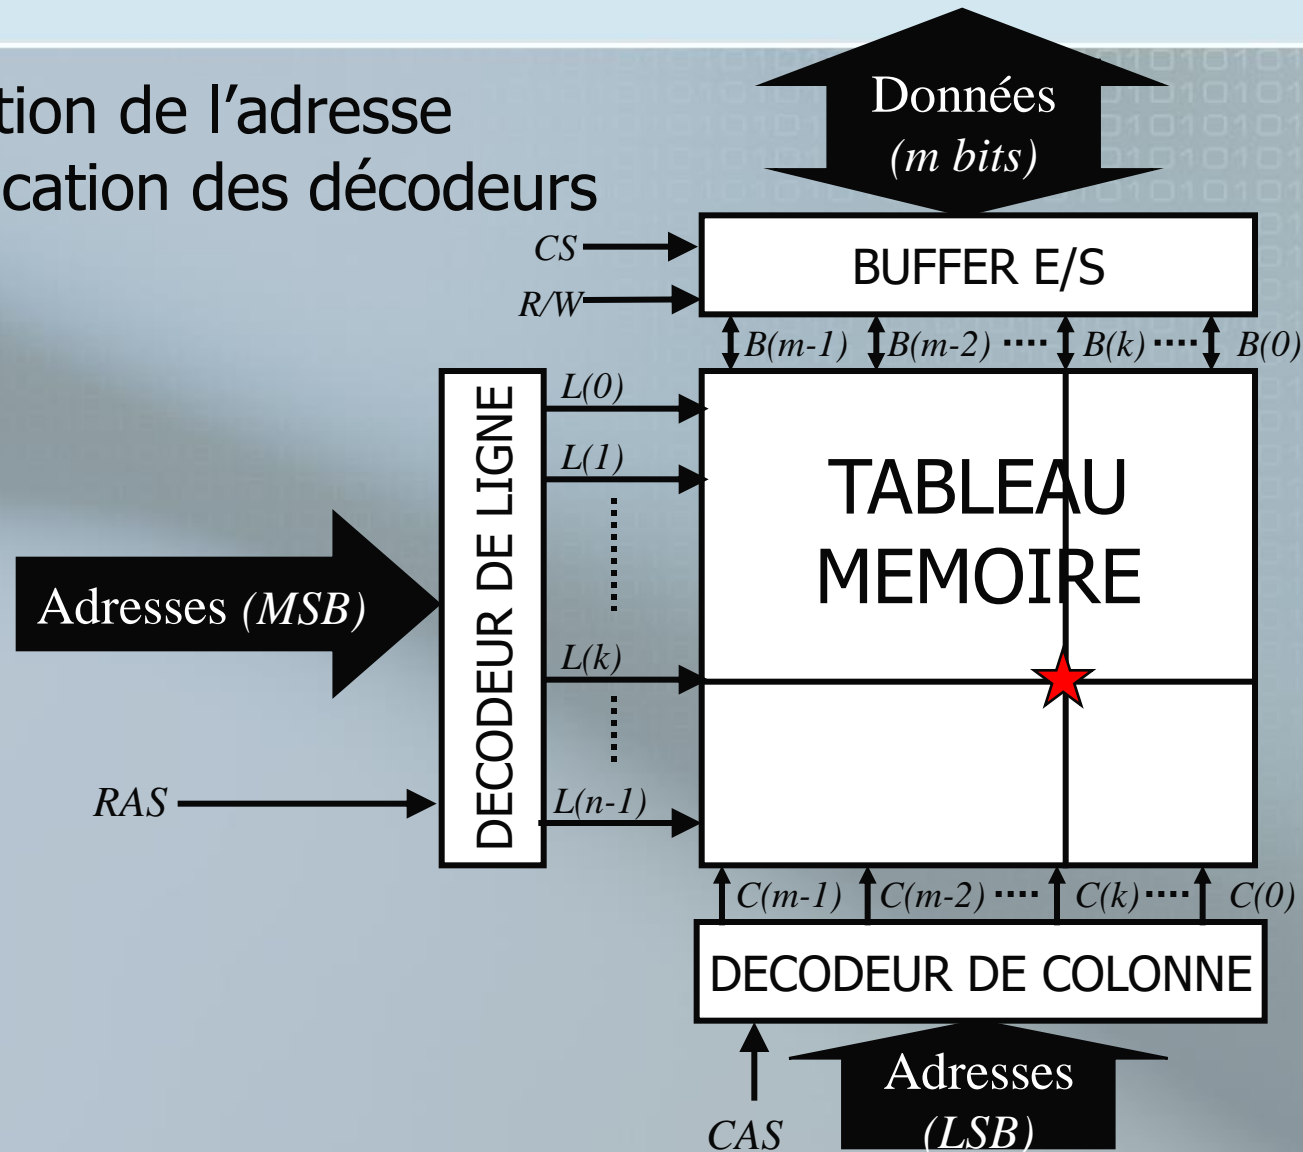 tion de l'adresse
cation des décodeurs
Données
(m bits)
CS
BUFFER E/S
R/W
B(m-1) B(m-2) .... B(k) .... B(0)
L(0)
L(1)
TABLEAU
MEMOIRE
DECODEUR DE LIGNE
Adresses (MSB)
L(k)
RAS
L(n-1)
C(m-1) C(m-2) .... C(k) .... C(0)
DECODEUR DE COLONNE
Adresses
(LSB)
CAS